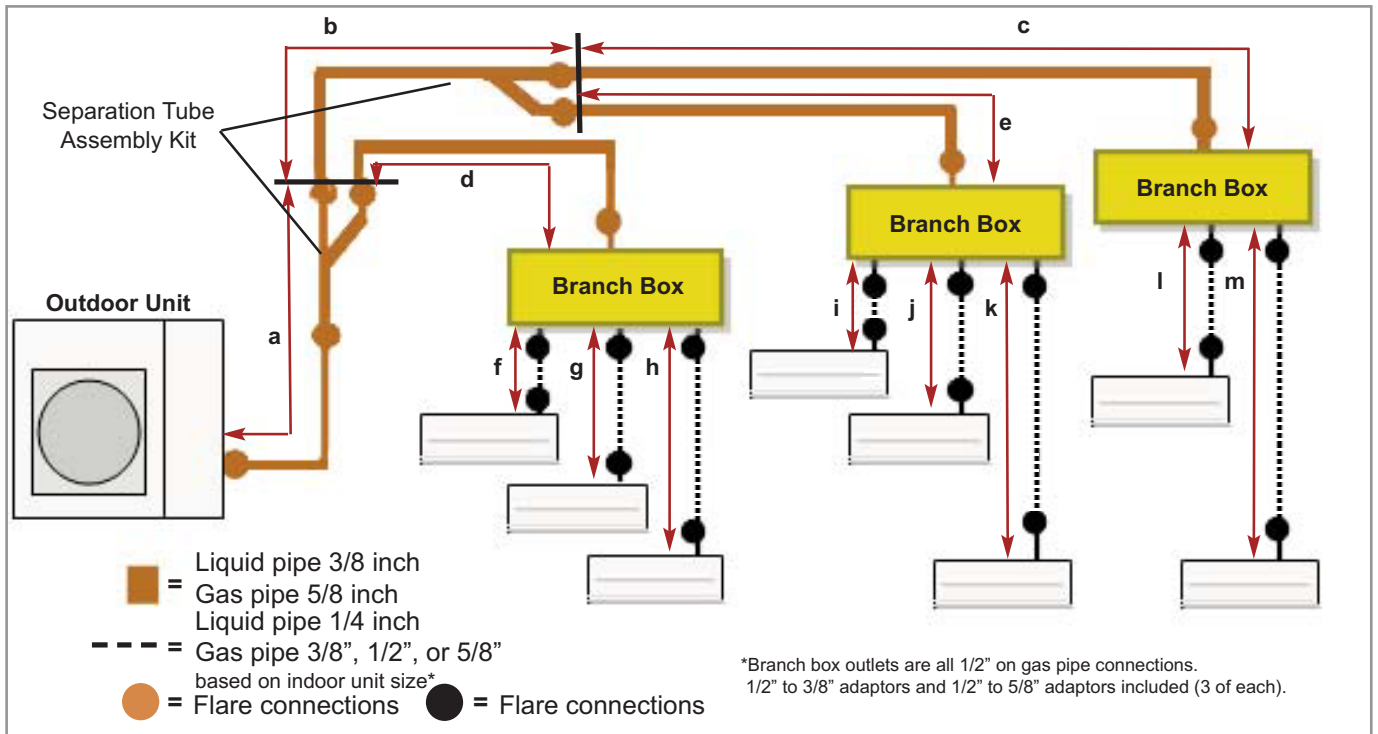 b
c
Separation Tube
Assembly Kit
e
d
Branch Box
Branch Box
Branch Box
Outdoor Unit
a
f
g
h
i
j
k
l
m
= Liquid pipe 3/8 inch
Gas pipe 5/8 inch
Liquid pipe 1/4 inch
= Gas pipe 3/8”, 1/2”, or 5/8”
based on indoor unit size*
= Flare connections
= Flare connections
*Branch box outlets are all 1/2” on gas pipe connections.
1/2” to 3/8” adaptors and 1/2” to 5/8” adaptors included (3 of each).